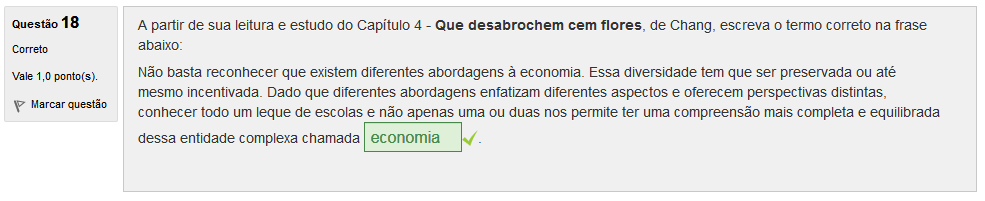 Questão 18
Correto
Vale 1,0 ponto(s).
Marcar questão
A partir de sua leitura e estudo do Capítulo 4 - Que desabrochem cem flores, de Chang, escreva o termo correto na frase
abaixo:
Não basta reconhecer que existem diferentes abordagens à economia. Essa diversidade tem que ser preservada ou até
mesmo incentivada. Dado que diferentes abordagens enfatizam diferentes aspectos e oferecem perspectivas distintas,
conhecer todo um leque de escolas e não apenas uma ou duas nos permite ter uma compreensão mais completa e equilibrada
dessa entidade complexa chamada economia.